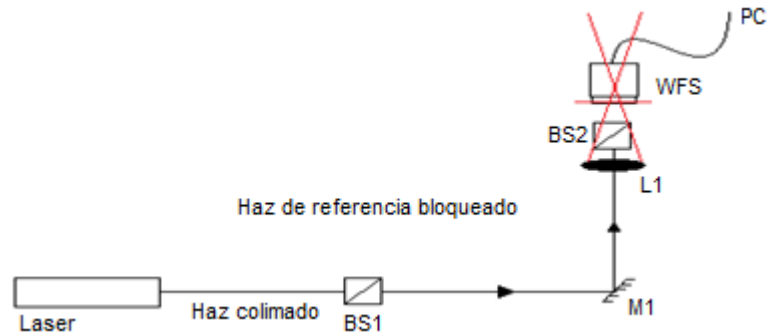 PC
WFS
BS2
L1
Haz de referencia bloqueado
M1
Haz colimado
BS1
Laser